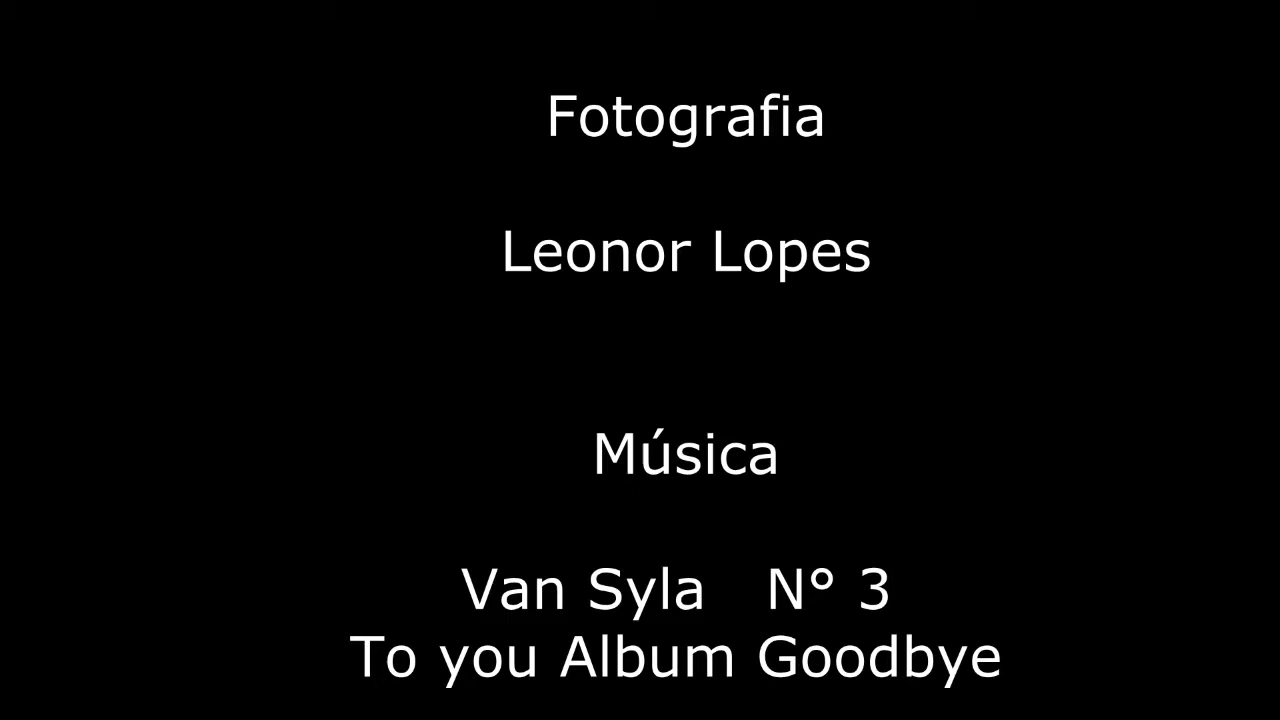 Fotografia
Leonor Lopes
Música
Van Syla N° 3
To you Album Goodbye